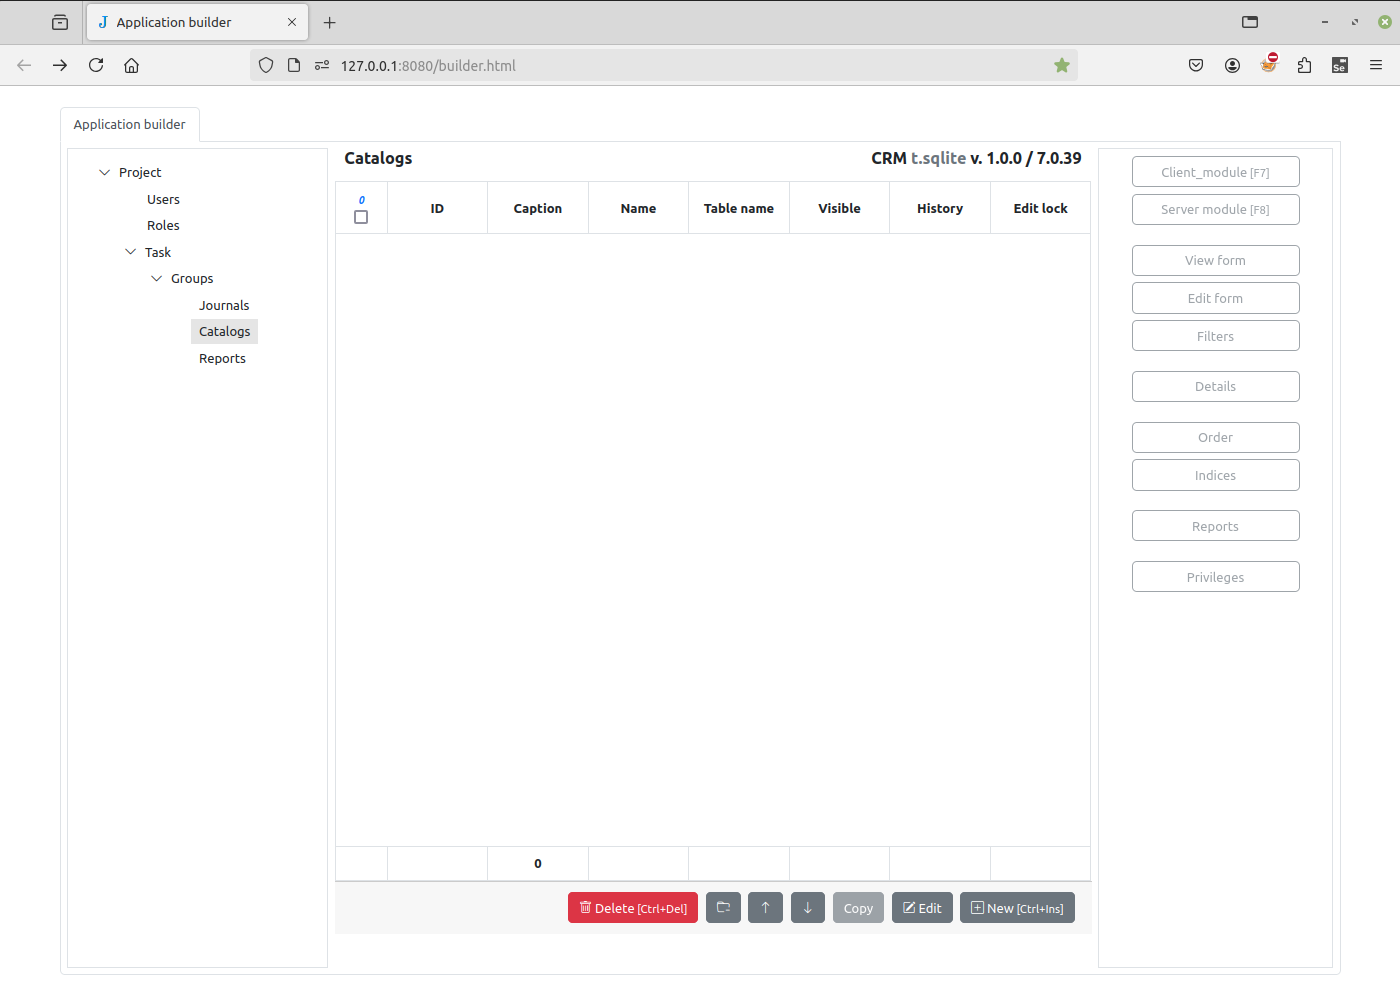 Application builder
127.0.0.1:8080/builder.html
Se
Application builder
Project
Users
Roles
Task
Groups
Journals
Catalogs
Reports
Catalogs
CRM t.sqlite v. 1.0.0 / 7.0.39
0
ID Caption Name Table name Visible History Edit lock
0
Delete [Ctrl+Del] Copy Edit New [Ctrl+Ins]
Client_module [F7]
Server module [F8]
View form
Edit form
Filters
Details
Order
Indices
Reports
Privileges